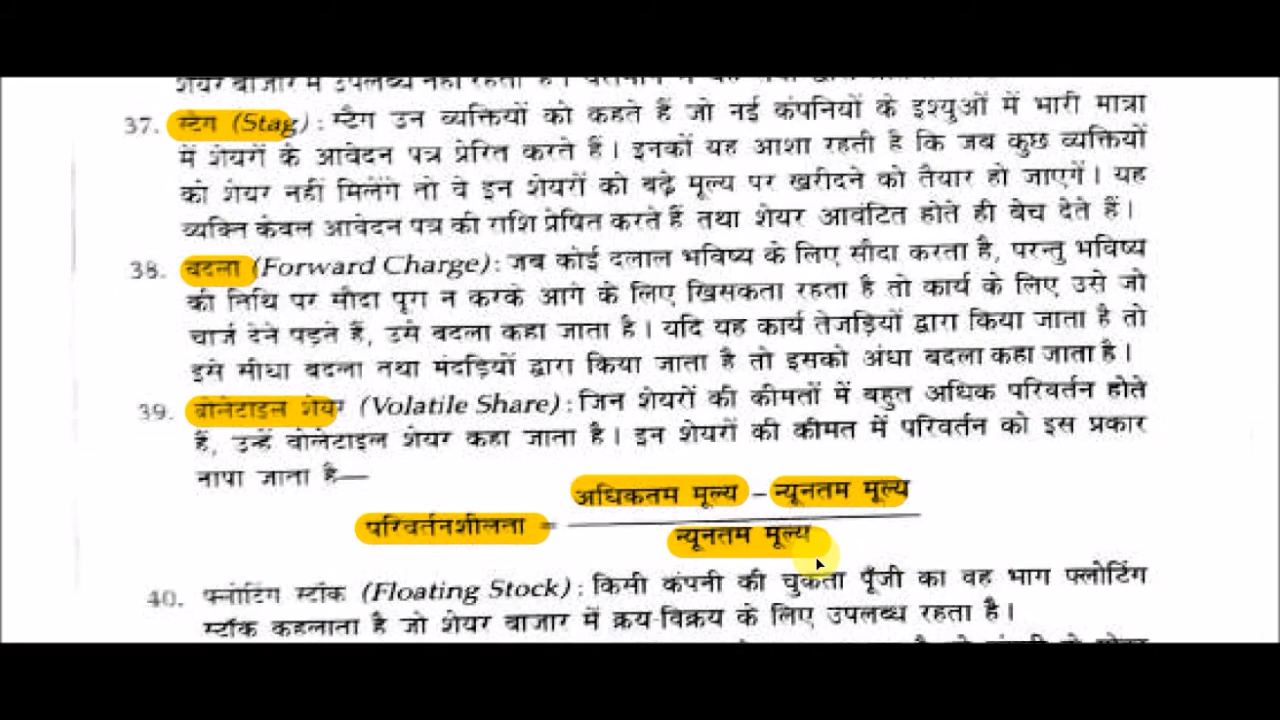 शेयर बाजार में उपलब्ध नहीं रहता है।
37. स्टैग (Stag) : स्टैग उन व्यक्तियों को कहते हैं जो नई कंपनियों के इश्युओं में भारी मात्रा
में शेयरों के आवेदन पत्र प्रेरित करते हैं। इनकों यह आशा रहती है कि जब कुछ व्यक्तियों
को शेयर नहीं मिलेंगे तो वे इन शेयरों को बढ़े मूल्य पर खरीदने को तैयार हो जाएगें। यह
व्यक्ति केवल आवेदन पत्र की राशि प्रेषित करते हैं तथा शेयर आवंटित होते ही बेच देते हैं।
38. बदला (Forward Charge) : जब कोई दलाल भविष्य के लिए सौदा करता है, परन्तु भविष्य
की तिथि पर सौदा पूरा न करके आगे के लिए खिसकता रहता है तो कार्य के लिए उसे जो
चार्ज देने पड़ते हैं, उसे बदला कहा जाता है। यदि यह कार्य तेजड़ियों द्वारा किया जाता है तो
इसे सीधा बदला तथा मंदड़ियों द्वारा किया जाता है तो इसको अंधा बदला कहा जाता है।
39. वोलेटाइल शेयर (Volatile Share) : जिन शेयरों की कीमतों में बहुत अधिक परिवर्तन होते
हैं, उन्हें वोलेटाइल शेयर कहा जाता है। इन शेयरों की कीमत में परिवर्तन को इस प्रकार
नापा जाता है—
अधिकतम मूल्य – न्यूनतम मूल्य
परिवर्तनशीलता =
न्यूनतम मूल्य
40. फ्लोटिंग स्टॉक (Floating Stock) : किसी कंपनी की चुकता पूँजी का वह भाग फ्लोटिंग
स्टॉक कहलाता है जो शेयर बाजार में क्रय-विक्रय के लिए उपलब्ध रहता है।